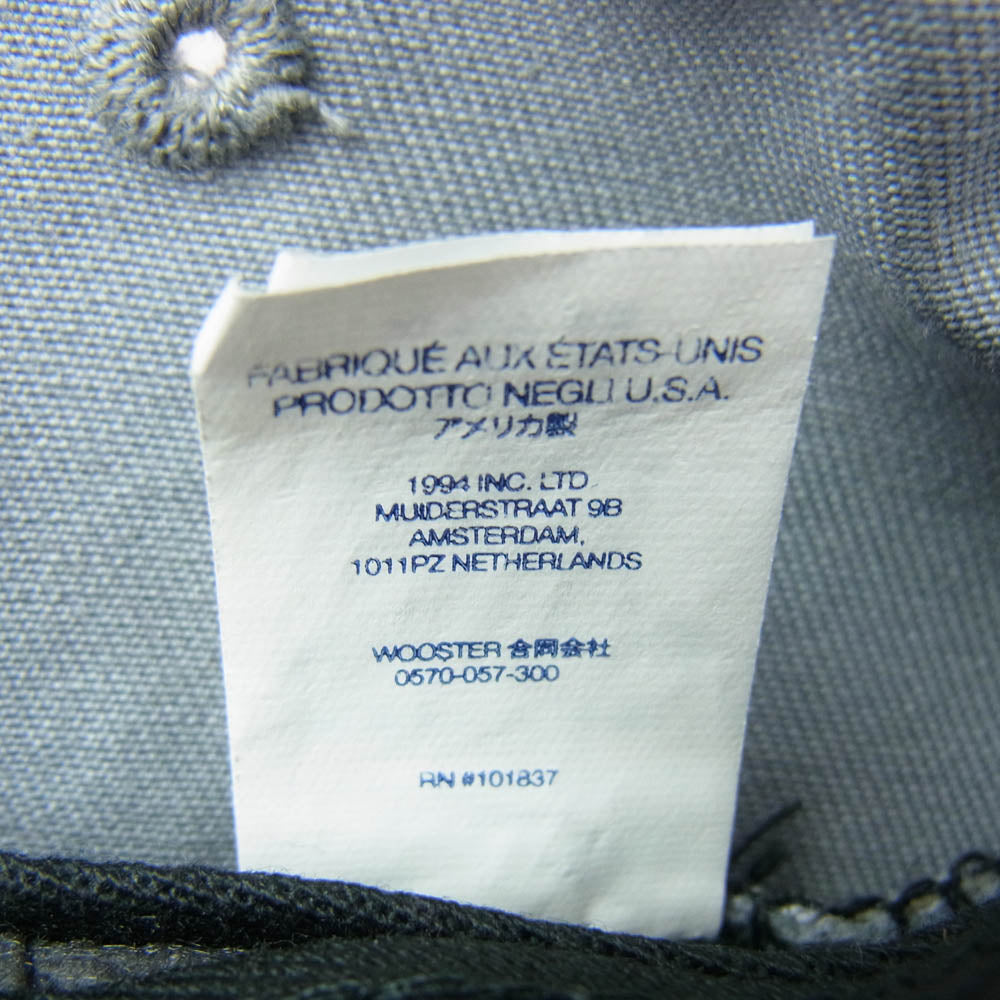 FABRIQUÉ AUX ÉTATS-UNIS
PRODOTTO NEGLI U.S.A.
アメリカ製
1994 INC. LTD
MUIDERSTRAAT 9B
AMSTERDAM,
1011PZ NETHERLANDS
WOOSTER 合同会社
0570-057-300
RN #101837